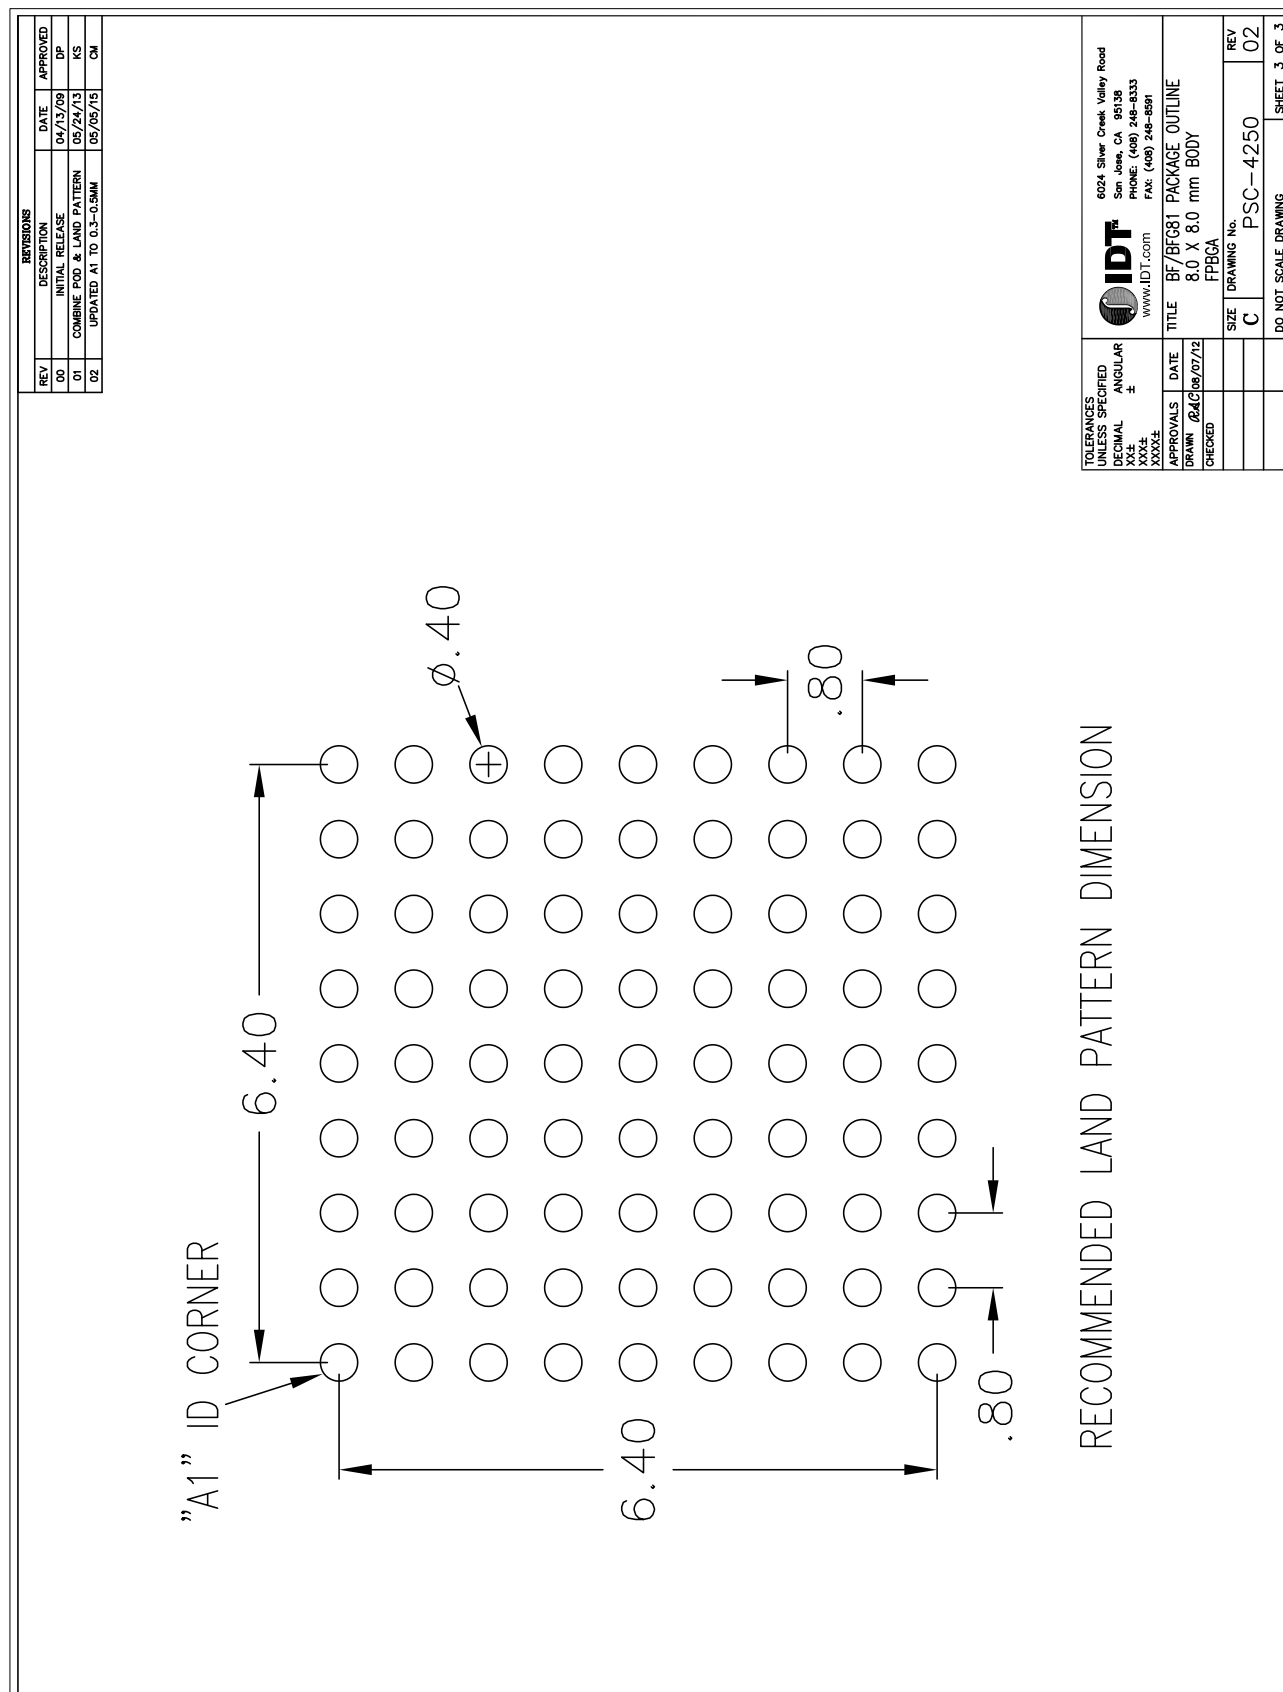 REVISIONS
REV DESCRIPTION DATE APPROVED
00 INITIAL RELEASE 04/13/09 DP
01 COMBINE POD & LAND PATTERN 05/24/13 KS
02 UPDATED A1 TO 0.3-0.5MM 05/05/15 CM
"A1" ID CORNER
6.40
Ø.40
6.40
.80
.80
RECOMMENDED LAND PATTERN DIMENSION
TOLERANCES
UNLESS SPECIFIED
DECIMAL ANGULAR
XX± ±
XXX±
XXXX±
IDT™
www.IDT.com
6024 Silver Creek Valley Road
San Jose, CA 95138
PHONE: (408) 248-8333
FAX: (408) 248-8591
APPROVALS DATE
DRAWN RAC 08/07/12
CHECKED
TITLE BF/BFG81 PACKAGE OUTLINE
8.0 X 8.0 mm BODY
FPBGA
SIZE DRAWING No. REV
C PSC-4250 02
DO NOT SCALE DRAWING SHEET 3 OF 3